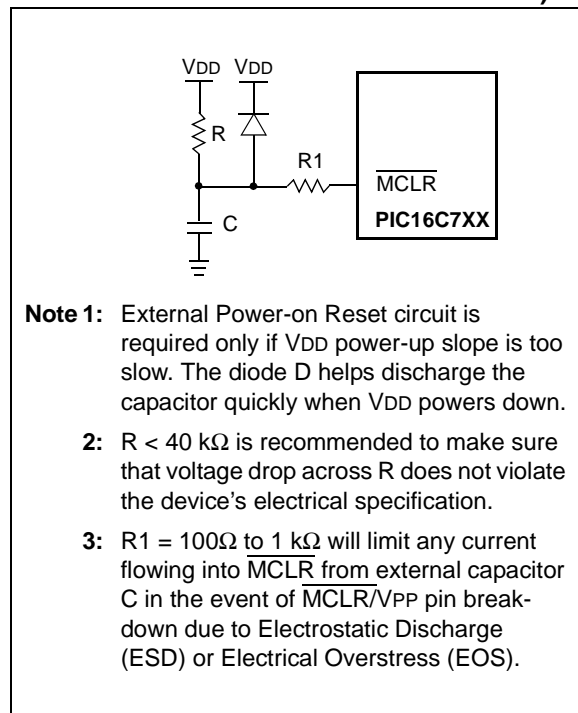 VDD VDD
R
R1
C
MCLR
PIC16C7XX
Note 1: External Power-on Reset circuit is
required only if VDD power-up slope is too
slow. The diode D helps discharge the
capacitor quickly when VDD powers down.
2: R < 40 kΩ is recommended to make sure
that voltage drop across R does not violate
the device's electrical specification.
3: R1 = 100Ω to 1 kΩ will limit any current
flowing into MCLR from external capacitor
C in the event of MCLR/VPP pin break-
down due to Electrostatic Discharge
(ESD) or Electrical Overstress (EOS).